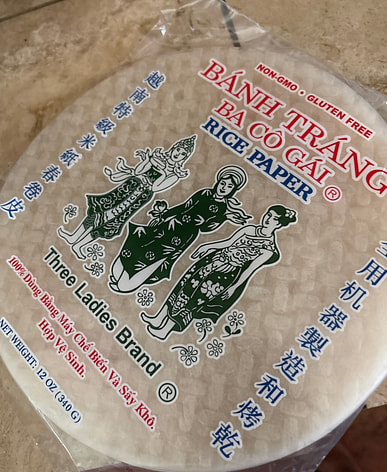 NON-GMO • GLUTEN FREE
BÁNH TRÁNG
BA CÔ GÁI ®
RICE PAPER
越南特級米紙春卷皮
全用机器製造和烤乾
Three Ladies Brand ®
100% Dùng Bằng Máy Chế Biến Và Sấy Khô.
Hợp Vệ Sinh.
NET WEIGHT: 12 OZ (340 G)